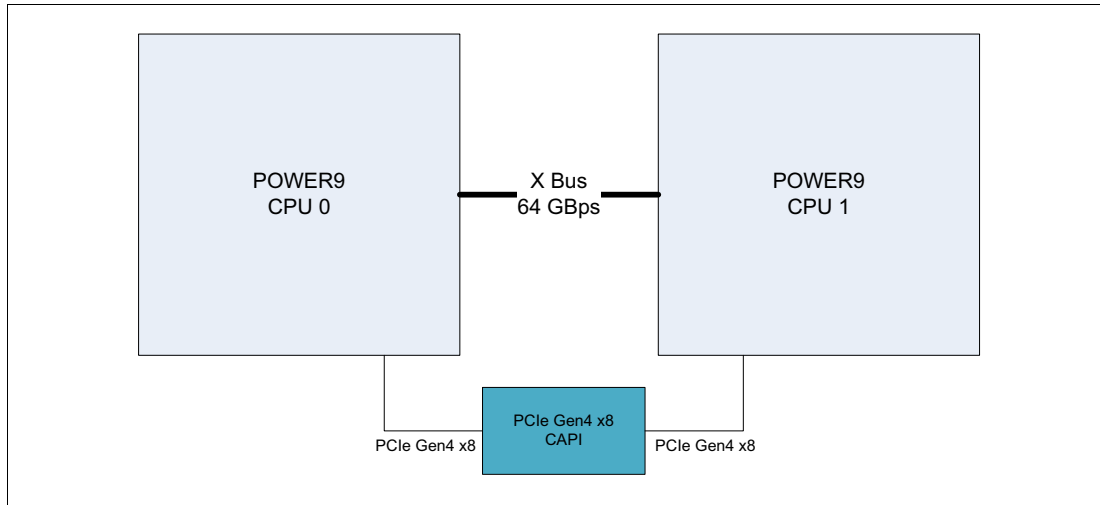 POWER9
CPU 0
X Bus
64 GBps
POWER9
CPU 1
PCIe Gen4 x8
CAPI
PCIe Gen4 x8
PCIe Gen4 x8